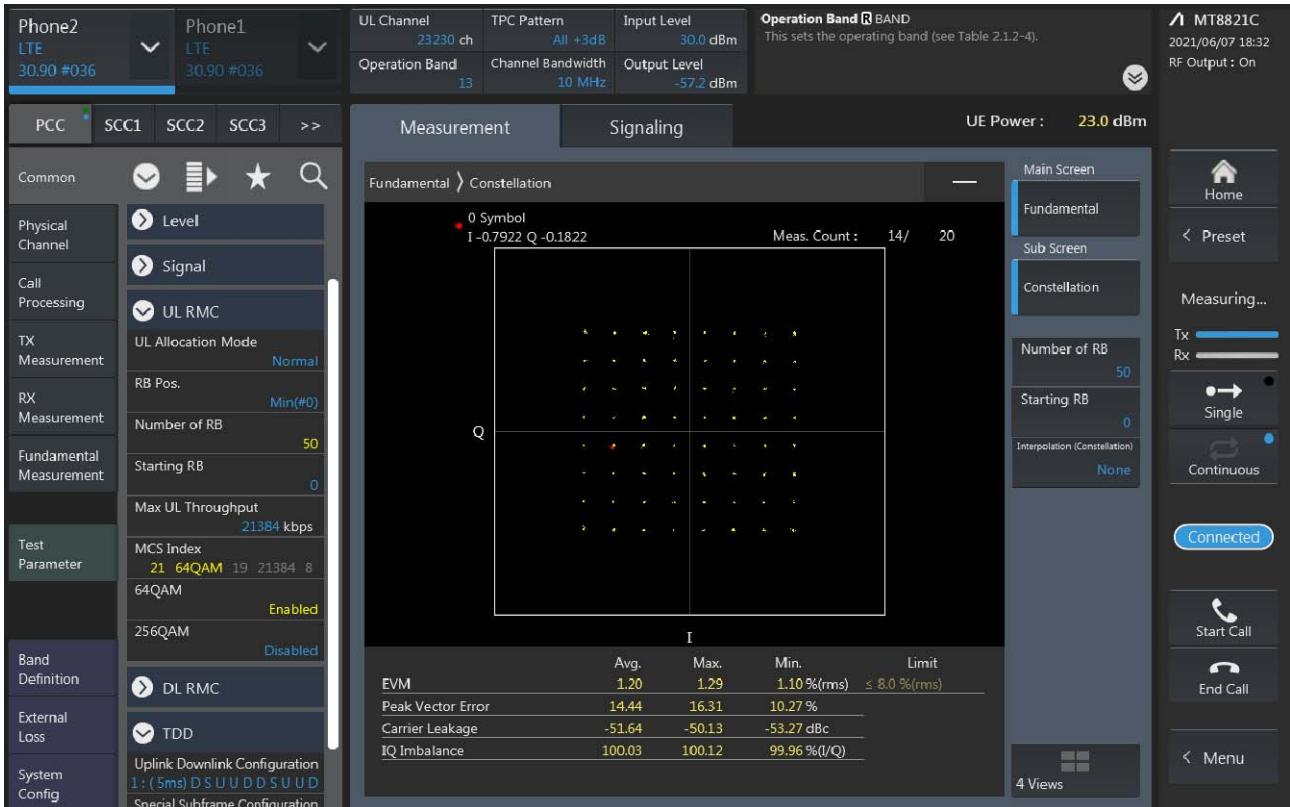 Phone2
LTE
30.90 #036
Phone1
LTE
30.90 #036
UL Channel
23230 ch
TPC Pattern
All +3dB
Input Level
30.0 dBm
Operation Band
13
Channel Bandwidth
10 MHz
Output Level
-57.2 dBm
Operation Band R BAND
This sets the operating band (see Table 2.1.2-4).
MT8821C
2021/06/07 18:32
RF Output : On
PCC SCC1 SCC2 SCC3 >>
Measurement
Signaling
UE Power : 23.0 dBm
Common
Physical
Channel
Call
Processing
TX
Measurement
RX
Measurement
Fundamental
Measurement
Test
Parameter
Band
Definition
External
Loss
System
Config
Level
Signal
UL RMC
UL Allocation Mode
Normal
RB Pos.
Min(#0)
Number of RB
50
Starting RB
0
Max UL Throughput
21384 kbps
MCS Index
21 64QAM 19 21384 8
64QAM
Enabled
256QAM
Disabled
DL RMC
TDD
Uplink Downlink Configuration
1 : ( 5ms) D S U U D D S U U D
Special Subframe Configuration
Fundamental 〉 Constellation
0 Symbol
I -0.7922 Q -0.1822
Meas. Count : 14/ 20
Q
I
Avg. Max. Min. Limit
EVM 1.20 1.29 1.10 %(rms) ≤ 8.0 %(rms)
Peak Vector Error 14.44 16.31 10.27 %
Carrier Leakage -51.64 -50.13 -53.27 dBc
IQ Imbalance 100.03 100.12 99.96 %(I/Q)
Main Screen
Fundamental
Sub Screen
Constellation
Number of RB
50
Starting RB
0
Interpolation (Constellation)
None
4 Views
Home
< Preset
Measuring...
Tx
Rx
Single
Continuous
Connected
Start Call
End Call
< Menu